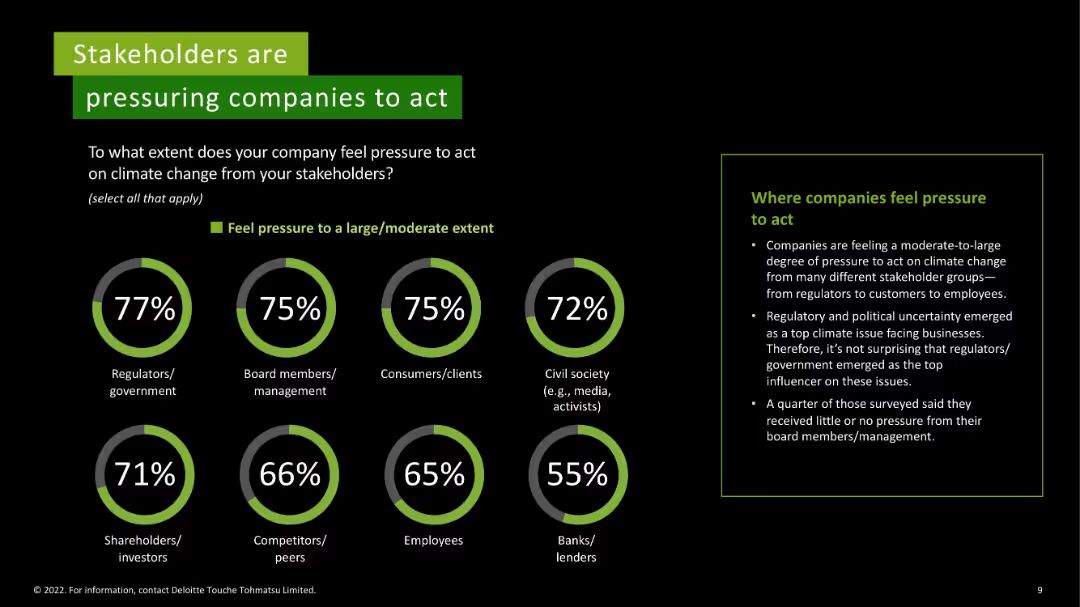 Stakeholders are
pressuring companies to act
To what extent does your company feel pressure to act
on climate change from your stakeholders?
(select all that apply)
Feel pressure to a large/moderate extent
77%
Regulators/
government
75%
Board members/
management
75%
Consumers/clients
72%
Civil society
(e.g., media,
activists)
71%
Shareholders/
investors
66%
Competitors/
peers
65%
Employees
55%
Banks/
lenders
Where companies feel pressure
to act
• Companies are feeling a moderate-to-large
degree of pressure to act on climate change
from many different stakeholder groups—
from regulators to customers to employees.
• Regulatory and political uncertainty emerged
as a top climate issue facing businesses.
Therefore, it’s not surprising that regulators/
government emerged as the top
influencer on these issues.
• A quarter of those surveyed said they
received little or no pressure from their
board members/management.
© 2022. For information, contact Deloitte Touche Tohmatsu Limited.
9